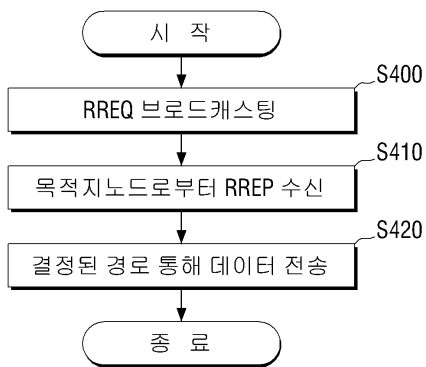 시 작
S400
RREQ 브로드캐스팅
S410
목적지노드로부터 RREP 수신
S420
결정된 경로 통해 데이터 전송
종 료